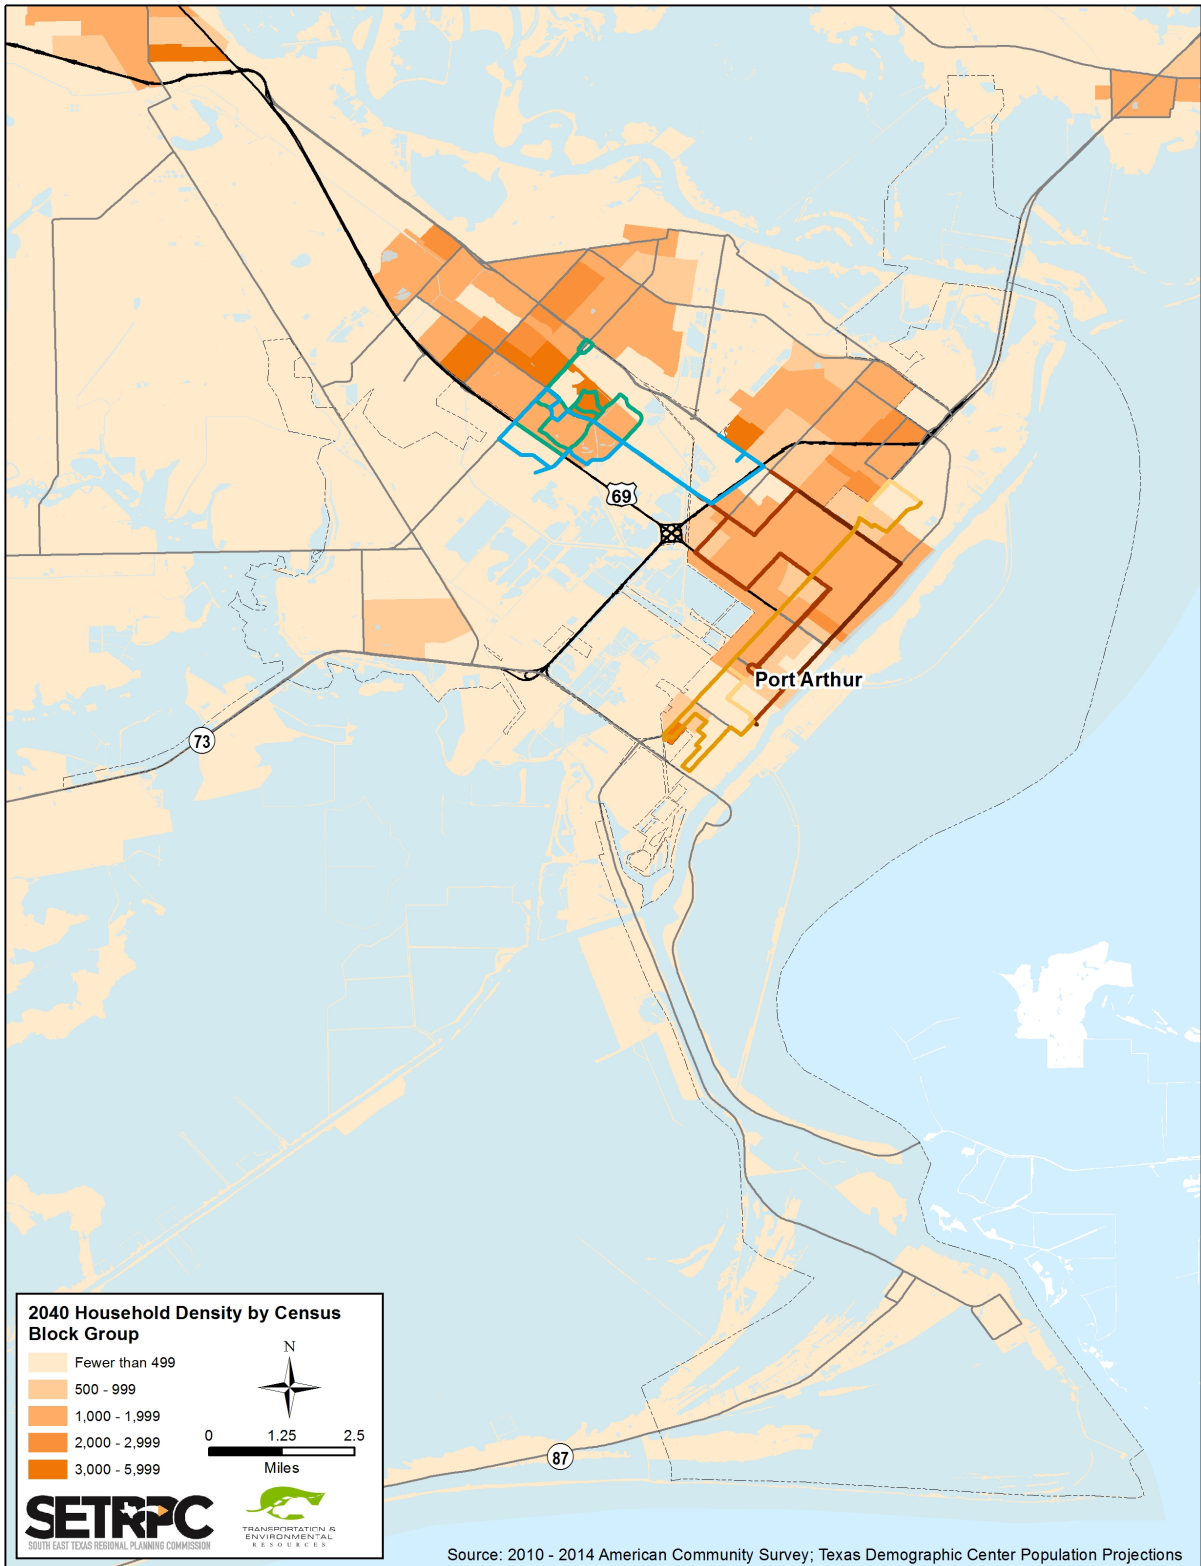 69
Port Arthur
73
2040 Household Density by Census
Block Group
Fewer than 499
500 - 999
1,000 - 1,999
2,000 - 2,999
3,000 - 5,999
N
0 1.25 2.5
Miles
SETRPC
SOUTH EAST TEXAS REGIONAL PLANNING COMMISSION
TRANSPORTATION &
ENVIRONMENTAL
RESOURCES
87
Source: 2010 - 2014 American Community Survey; Texas Demographic Center Population Projections